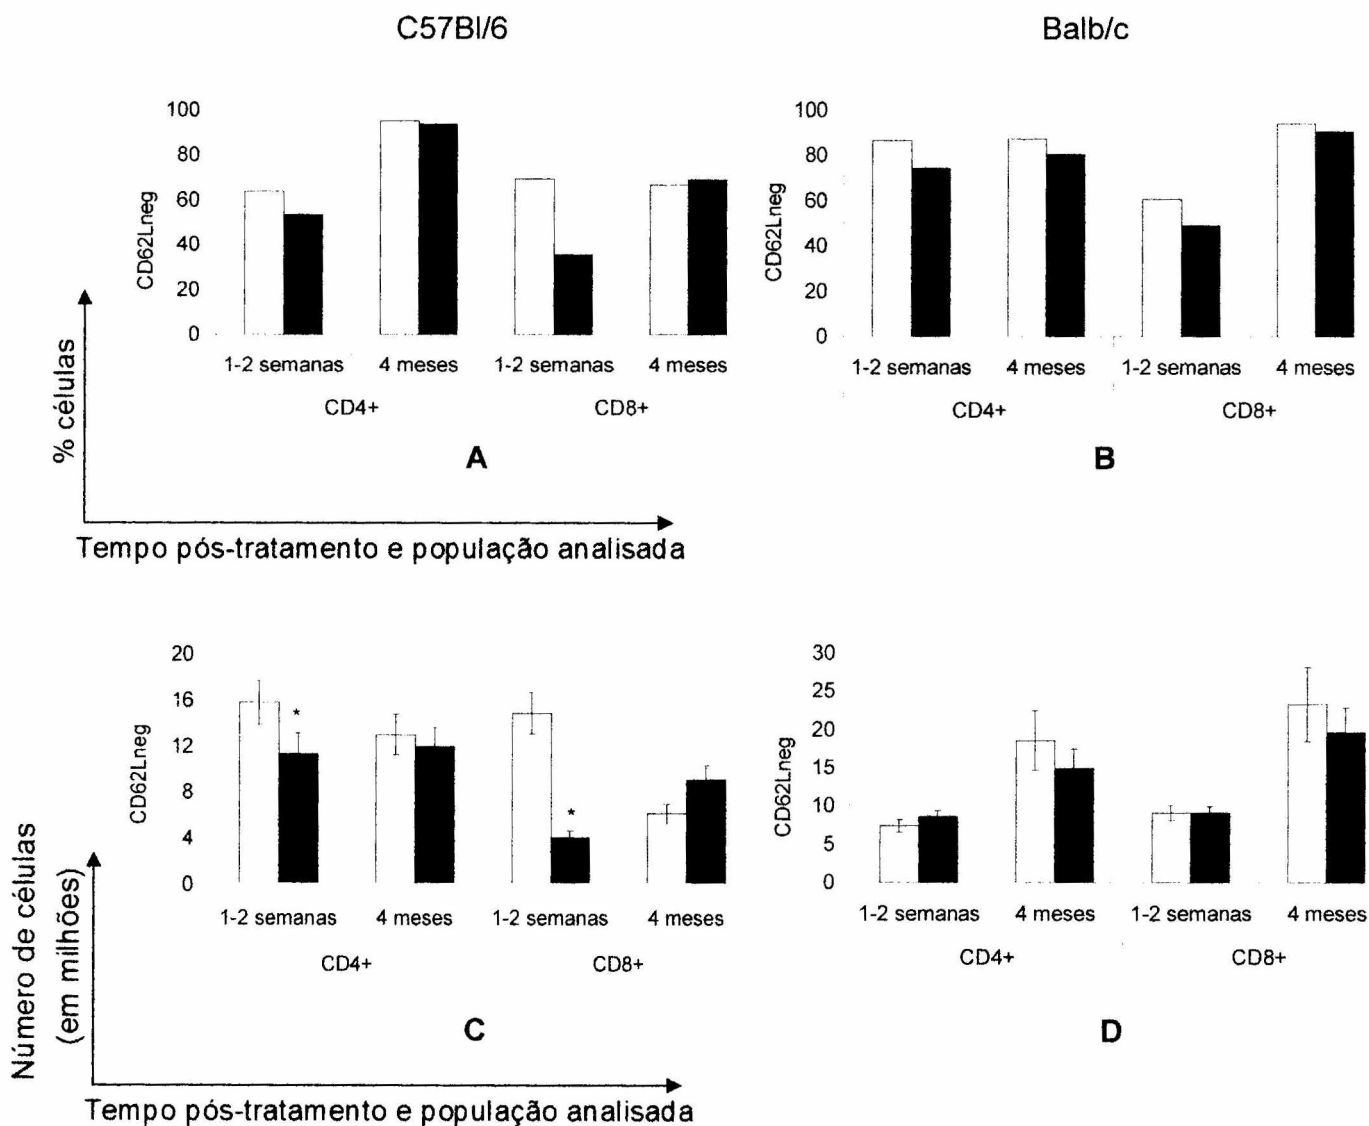 C57Bl/6
Balb/c
100
80
60
40
20
0
CD62Lneg
1-2 semanas 4 meses 1-2 semanas 4 meses
CD4+ CD8+
A
100
80
60
40
20
0
CD62Lneg
1-2 semanas 4 meses 1-2 semanas 4 meses
CD4+ CD8+
B
% células
Tempo pós-tratamento e população analisada
20
16
12
8
4
0
CD62Lneg
* *
1-2 semanas 4 meses 1-2 semanas 4 meses
CD4+ CD8+
C
30
25
20
15
10
5
0
CD62Lneg
1-2 semanas 4 meses 1-2 semanas 4 meses
CD4+ CD8+
D
Número de células
(em milhões)
Tempo pós-tratamento e população analisada